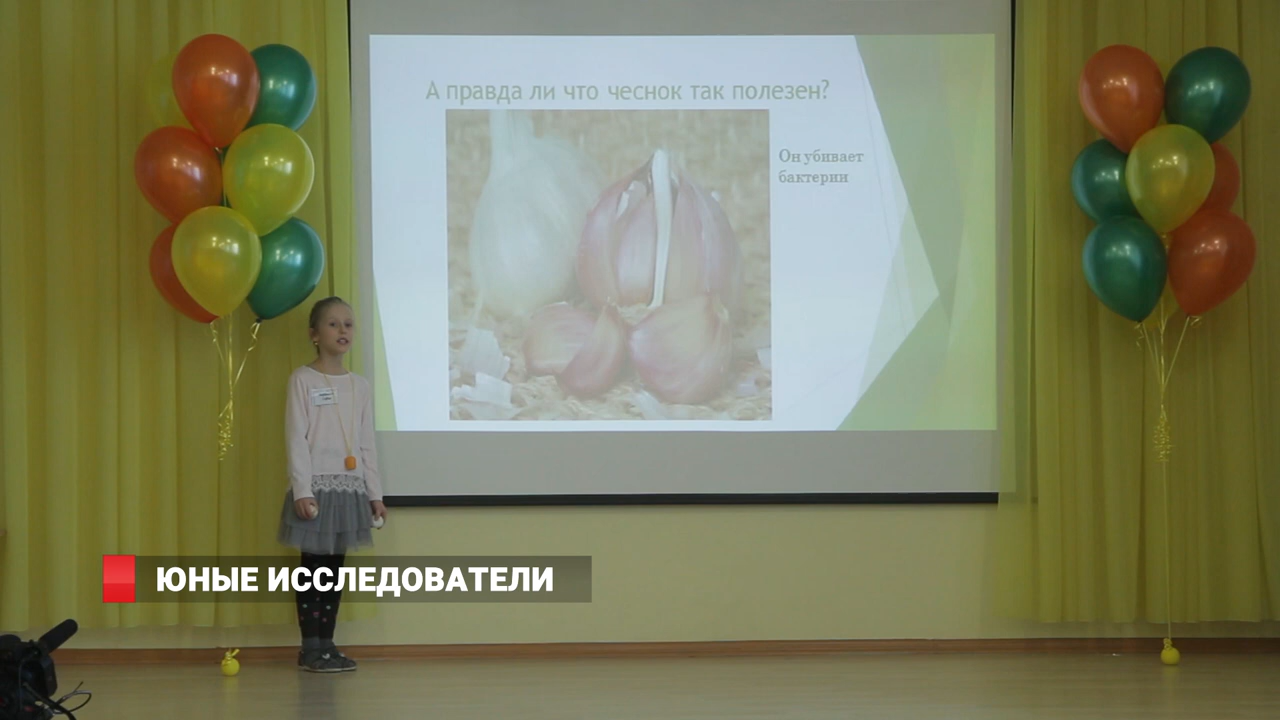 А правда ли что чеснок так полезен?
Он убивает
бактерии
ЮНЫЕ ИССЛЕДОВАТЕЛИ